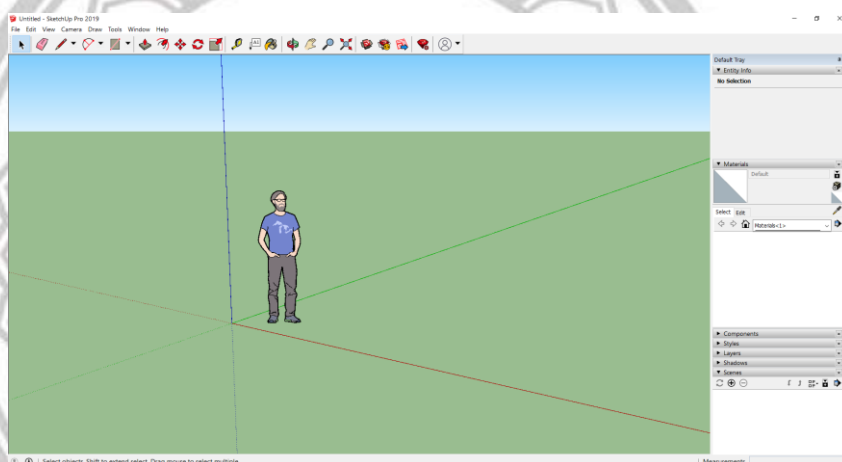 Untitled - SketchUp Pro 2019
File Edit View Camera Draw Tools Window Help
Default Tray
Entity Info
No Selection
Materials
Default
Select Edit
Materials<1>
Components
Styles
Layers
Shadows
Scenes
Select objects. Shift to extend select. Drag mouse to select multiple.
Measurements